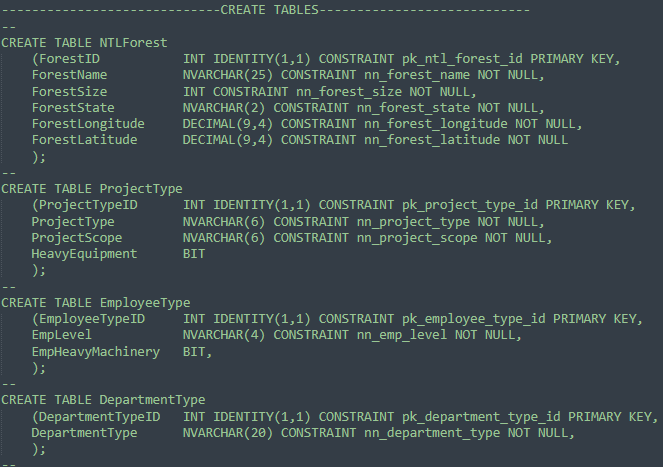 ----------------------------CREATE TABLES---------------------------
--
CREATE TABLE NTLForest
    (ForestID           INT IDENTITY(1,1) CONSTRAINT pk_ntl_forest_id PRIMARY KEY,
    ForestName          NVARCHAR(25) CONSTRAINT nn_forest_name NOT NULL,
    ForestSize          INT CONSTRAINT nn_forest_size NOT NULL,
    ForestState         NVARCHAR(2) CONSTRAINT nn_forest_state NOT NULL,
    ForestLongitude     DECIMAL(9,4) CONSTRAINT nn_forest_longitude NOT NULL,
    ForestLatitude      DECIMAL(9,4) CONSTRAINT nn_forest_latitude NOT NULL
    );
--
CREATE TABLE ProjectType
    (ProjectTypeID      INT IDENTITY(1,1) CONSTRAINT pk_project_type_id PRIMARY KEY,
    ProjectType         NVARCHAR(6) CONSTRAINT nn_project_type NOT NULL,
    ProjectScope        NVARCHAR(6) CONSTRAINT nn_project_scope NOT NULL,
    HeavyEquipment      BIT
    );
--
CREATE TABLE EmployeeType
    (EmployeeTypeID     INT IDENTITY(1,1) CONSTRAINT pk_employee_type_id PRIMARY KEY,
    EmpLevel            NVARCHAR(4) CONSTRAINT nn_emp_level NOT NULL,
    EmpHeavyMachinery   BIT,
    );
--
CREATE TABLE DepartmentType
    (DepartmentTypeID   INT IDENTITY(1,1) CONSTRAINT pk_department_type_id PRIMARY KEY,
    DepartmentType      NVARCHAR(20) CONSTRAINT nn_department_type NOT NULL,
    );
--